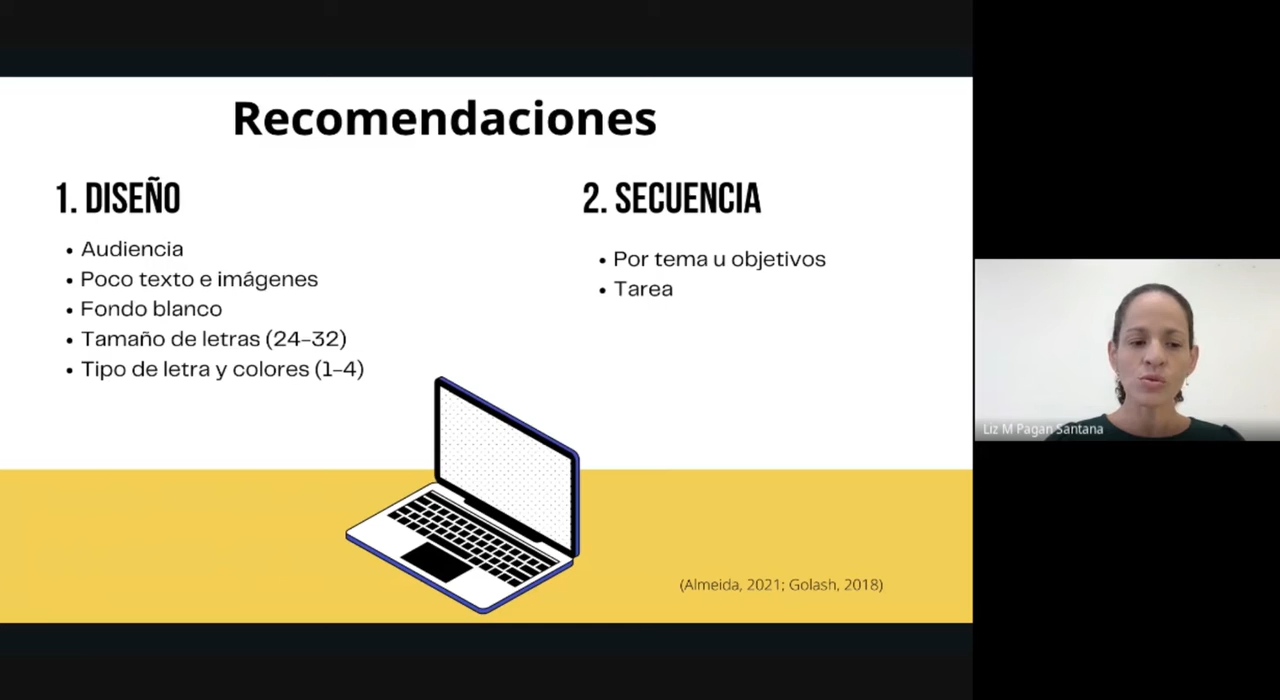 Recomendaciones
1. DISEÑO
• Audiencia
• Poco texto e imágenes
• Fondo blanco
• Tamaño de letras (24-32)
• Tipo de letra y colores (1-4)
2. SECUENCIA
• Por tema u objetivos
• Tarea
(Almeida, 2021; Golash, 2018)
Liz M Pagan Santana